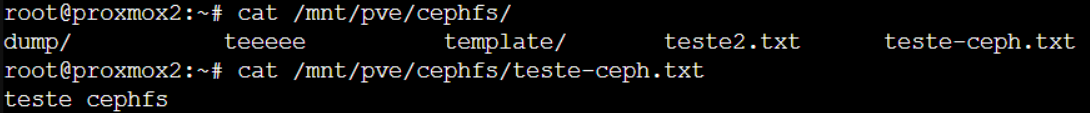 root@proxmox2:~# cat /mnt/pve/cephfs/
dump/ teeeee template/ teste2.txt teste-ceph.txt
root@proxmox2:~# cat /mnt/pve/cephfs/teste-ceph.txt
teste cephfs